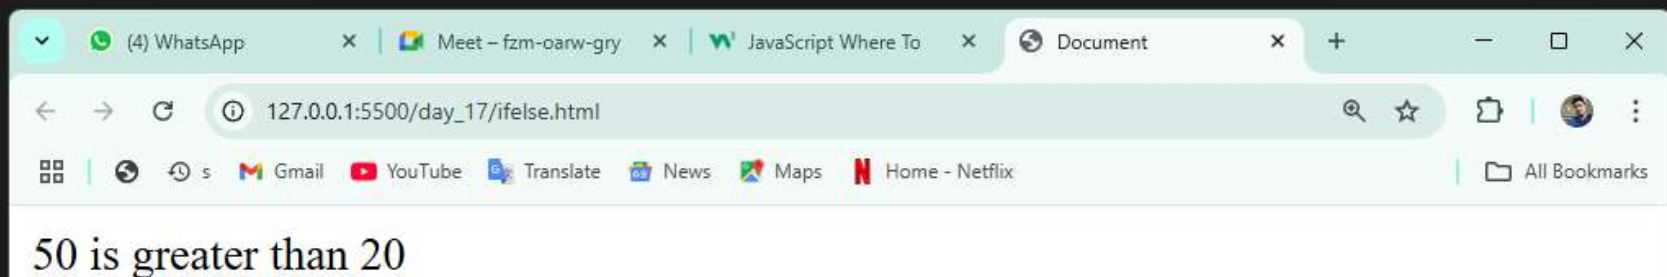 (4) WhatsApp
Meet – fzm-oarw-gry
JavaScript Where To
Document
127.0.0.1:5500/day_17/ifelse.html
s
Gmail
YouTube
Translate
News
Maps
Home - Netflix
All Bookmarks
50 is greater than 20